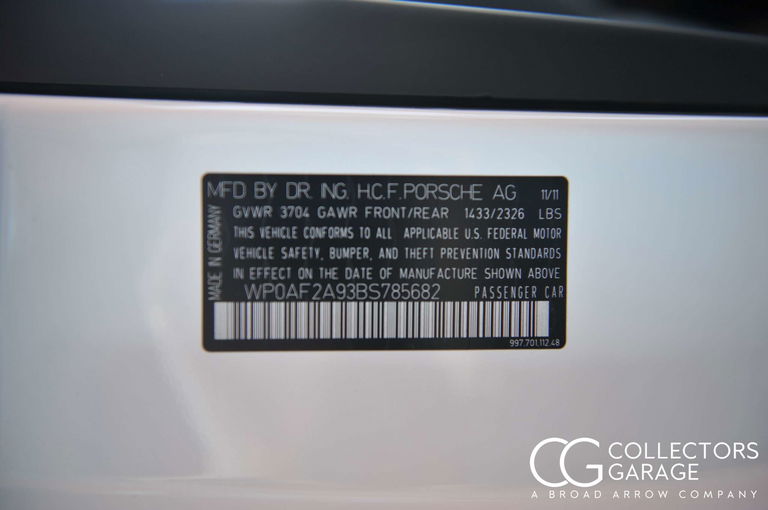 MFD BY DR. ING. H.C.F. PORSCHE AG 11/11
GVWR 3704 GAWR FRONT/REAR 1433/2326 LBS
THIS VEHICLE CONFORMS TO ALL APPLICABLE U.S. FEDERAL MOTOR
VEHICLE SAFETY, BUMPER, AND THEFT PREVENTION STANDARDS
IN EFFECT ON THE DATE OF MANUFACTURE SHOWN ABOVE
WP0AF2A93BS785682 PASSENGER CAR
MADE IN GERMANY
997.701.112.48
CG COLLECTORS
GARAGE
A BROAD ARROW COMPANY